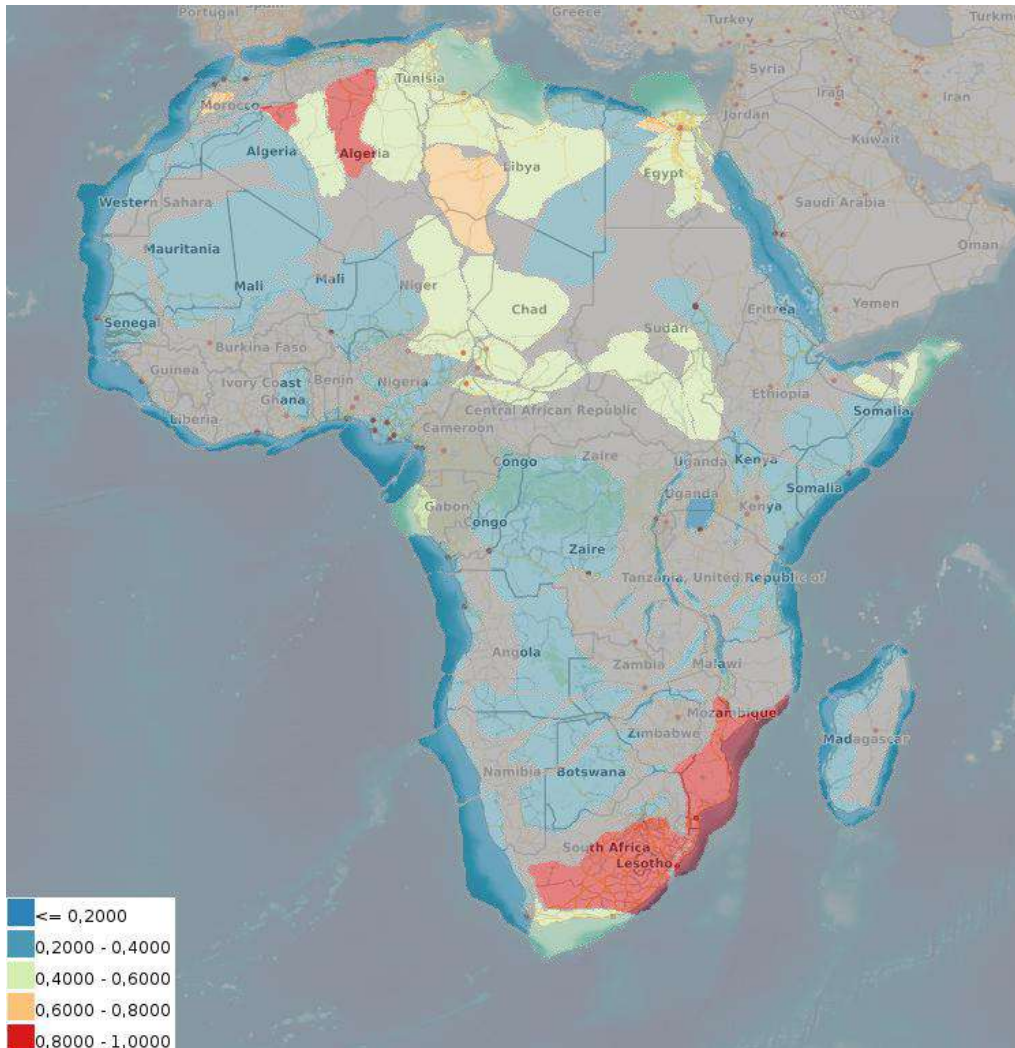 Portugal
Spain
Greece
Turkey
Turkm
Tunisia
Syria
Iraq
Iran
Morocco
Jordan
Kuwait
Algeria
Algeria
Libya
Egypt
Western Sahara
Saudi Arabia
Mauritania
Oman
Mali
Mali
Niger
Chad
Eritrea
Yemen
Senegal
Sudan
Burkina Faso
Guinea
Ivory Coast
Benin
Nigeria
Ghana
Ethiopia
Liberia
Central African Republic
Somalia
Cameroon
Congo
Zaire
Uganda
Kenya
Somalia
Uganda
Gabon
Kenya
Congo
Zaire
Tanzania, United Republic of
Angola
Zambia
Malawi
Mozambique
Zimbabwe
Madagascar
Namibia
Botswana
South Africa
Lesotho
<= 0,2000
0,2000 - 0,4000
0,4000 - 0,6000
0,6000 - 0,8000
0,8000 - 1,0000